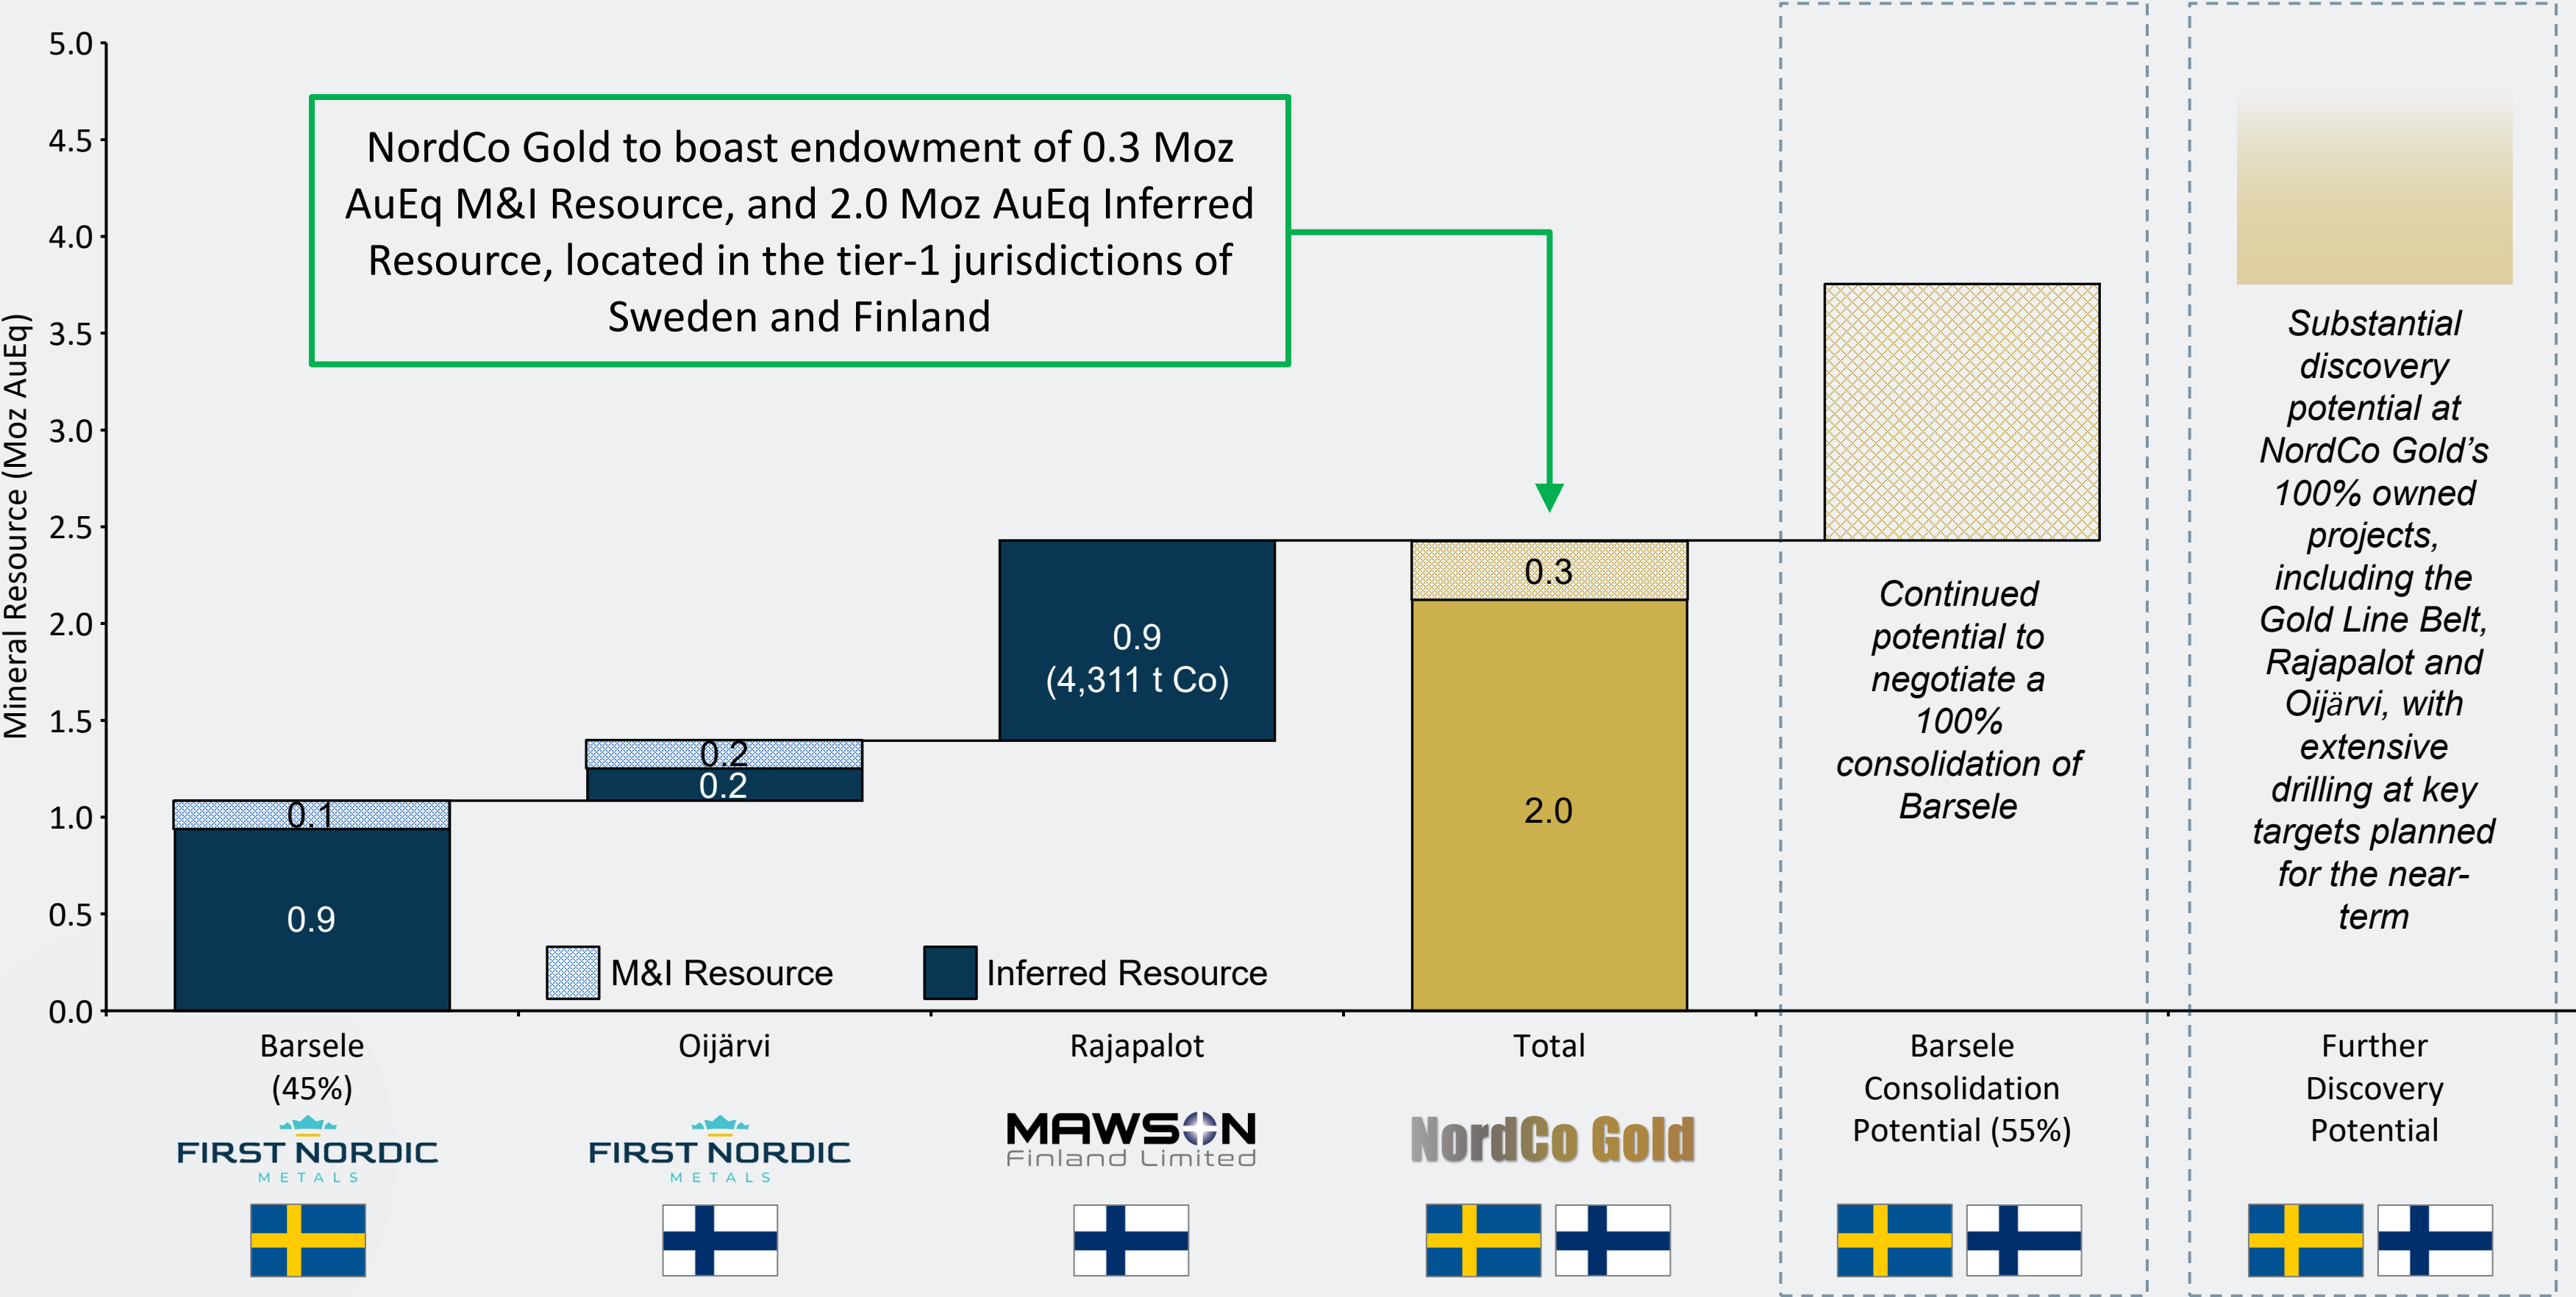 5.0
4.5
4.0
3.5
3.0
2.5
2.0
1.5
1.0
0.5
0.0
Mineral Resource (Moz AuEq)
NordCo Gold to boast endowment of 0.3 Moz
AuEq M&I Resource, and 2.0 Moz AuEq Inferred
Resource, located in the tier-1 jurisdictions of
Sweden and Finland
0.1
0.9
0.2
0.2
0.9
(4,311 t Co)
0.3
2.0
M&I Resource
Inferred Resource
Continued
potential to
negotiate a
100%
consolidation of
Barsele
Substantial
discovery
potential at
NordCo Gold’s
100% owned
projects,
including the
Gold Line Belt,
Rajapalot and
Oijärvi, with
extensive
drilling at key
targets planned
for the near-
term
Barsele
(45%)
FIRST NORDIC
METALS
Oijärvi
FIRST NORDIC
METALS
Rajapalot
MAWSON
Finland Limited
Total
NordCo Gold
Barsele
Consolidation
Potential (55%)
Further
Discovery
Potential